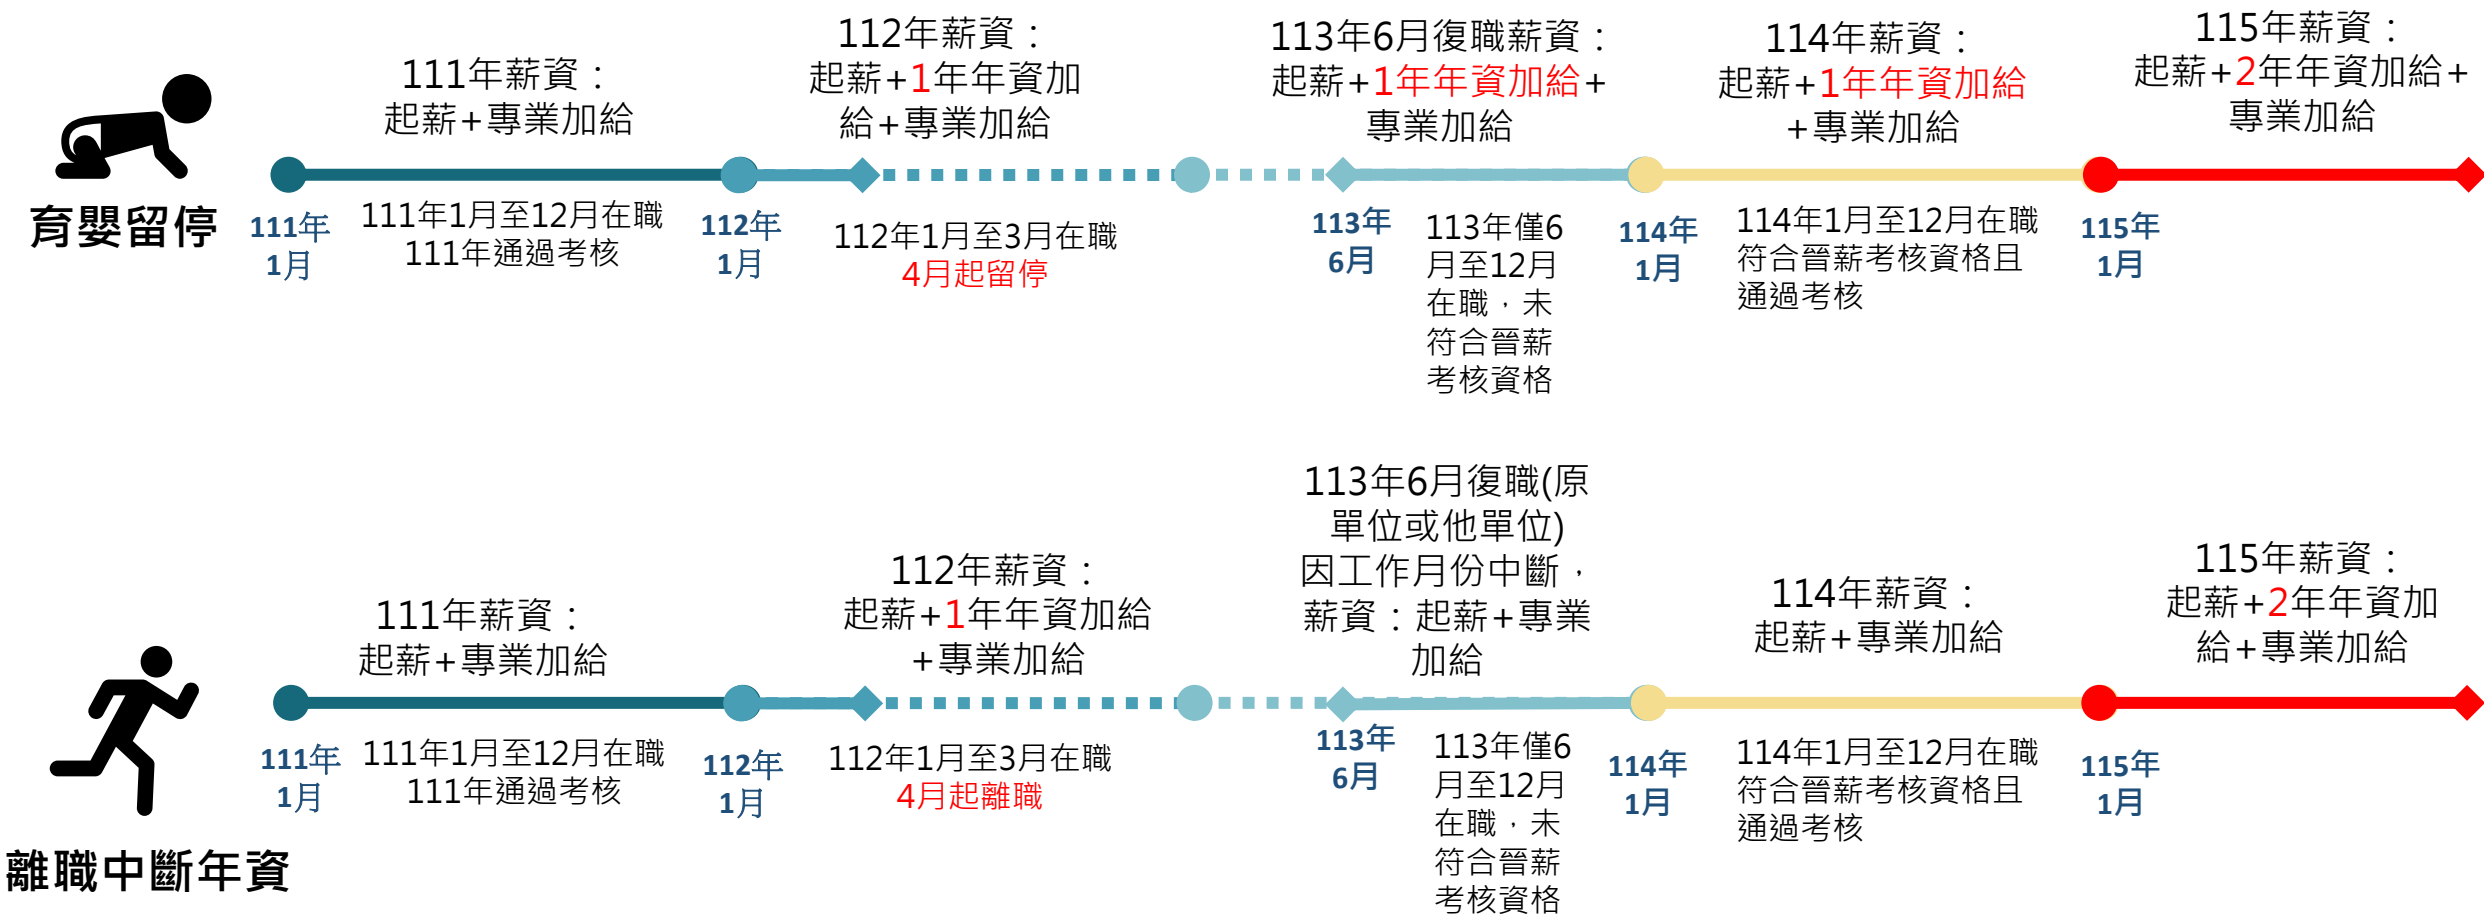 育嬰留停
111年薪資：
起薪+專業加給
112年薪資：
起薪+1年年資加
給+專業加給
113年6月復職薪資：
起薪+1年年資加給+
專業加給
114年薪資：
起薪+1年年資加給
+專業加給
115年薪資：
起薪+2年年資加給+
專業加給
111年
1月
111年1月至12月在職
111年通過考核
112年
1月
112年1月至3月在職
4月起留停
113年
6月
113年僅6
月至12月
在職，未
符合晉薪
考核資格
114年
1月
114年1月至12月在職
符合晉薪考核資格且
通過考核
115年
1月
離職中斷年資
111年薪資：
起薪+專業加給
112年薪資：
起薪+1年年資加給
+專業加給
113年6月復職(原
單位或他單位)
因工作月份中斷，
薪資：起薪+專業
加給
114年薪資：
起薪+專業加給
115年薪資：
起薪+2年年資加
給+專業加給
111年
1月
111年1月至12月在職
111年通過考核
112年
1月
112年1月至3月在職
4月起離職
113年
6月
113年僅6
月至12月
在職，未
符合晉薪
考核資格
114年
1月
114年1月至12月在職
符合晉薪考核資格且
通過考核
115年
1月